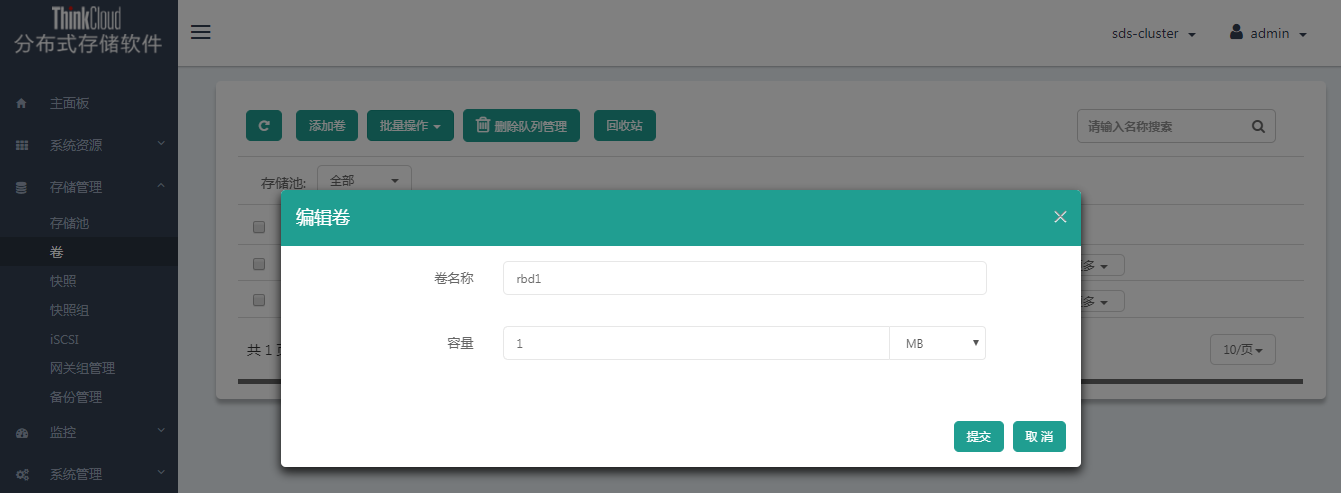 ThinkCloud
分布式存储软件
sds-cluster
admin
主面板
系统资源
存储管理
存储池
卷
快照
快照组
iSCSI
网关组管理
备份管理
监控
系统管理
添加卷
批量操作
删除队列管理
回收站
请输入名称搜索
存储池:
全部
编辑卷
卷名称
rbd1
容量
1
MB
提交
取 消
多
多
共 1
10/页